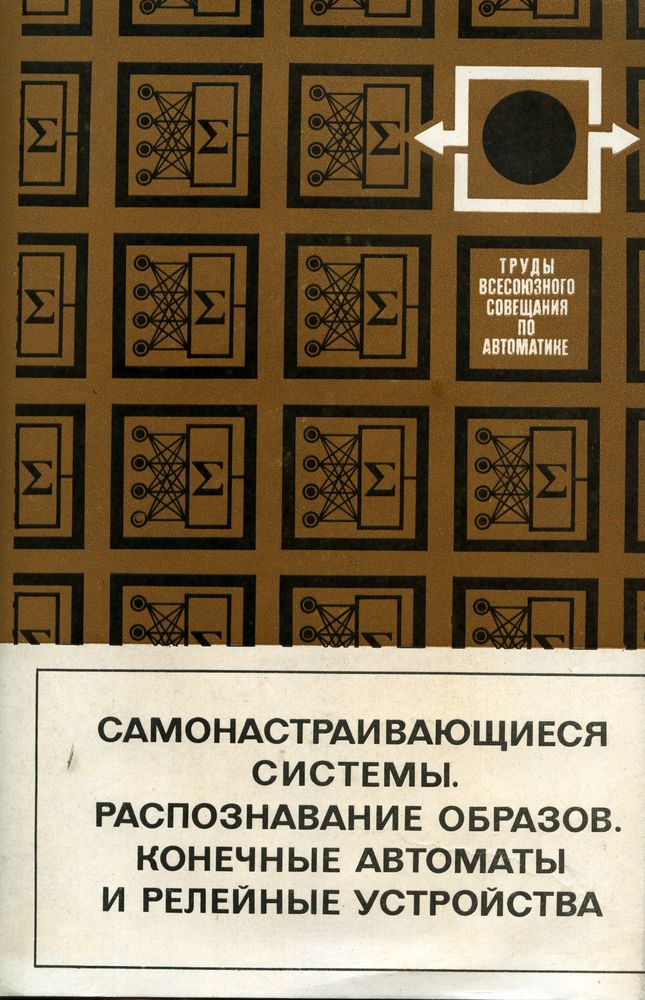 ТРУДЫ
ВСЕСОЮЗНОГО
СОВЕЩАНИЯ
ПО
АВТОМАТИКЕ
САМОНАСТРАИВАЮЩИЕСЯ
СИСТЕМЫ.
РАСПОЗНАВАНИЕ ОБРАЗОВ.
КОНЕЧНЫЕ АВТОМАТЫ
И РЕЛЕЙНЫЕ УСТРОЙСТВА